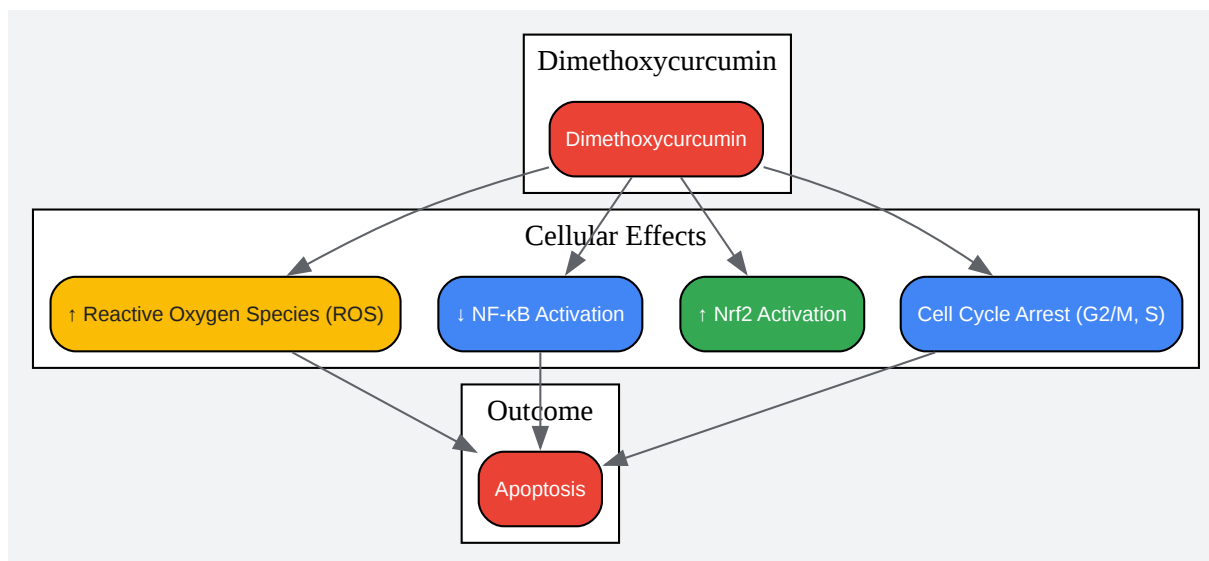 Dimethoxycurcumin
Dimethoxycurcumin
Cellular Effects
↑ Reactive Oxygen Species (ROS)
↓ NF-κB Activation
↑ Nrf2 Activation
Cell Cycle Arrest (G2/M, S)
Outcome
Apoptosis